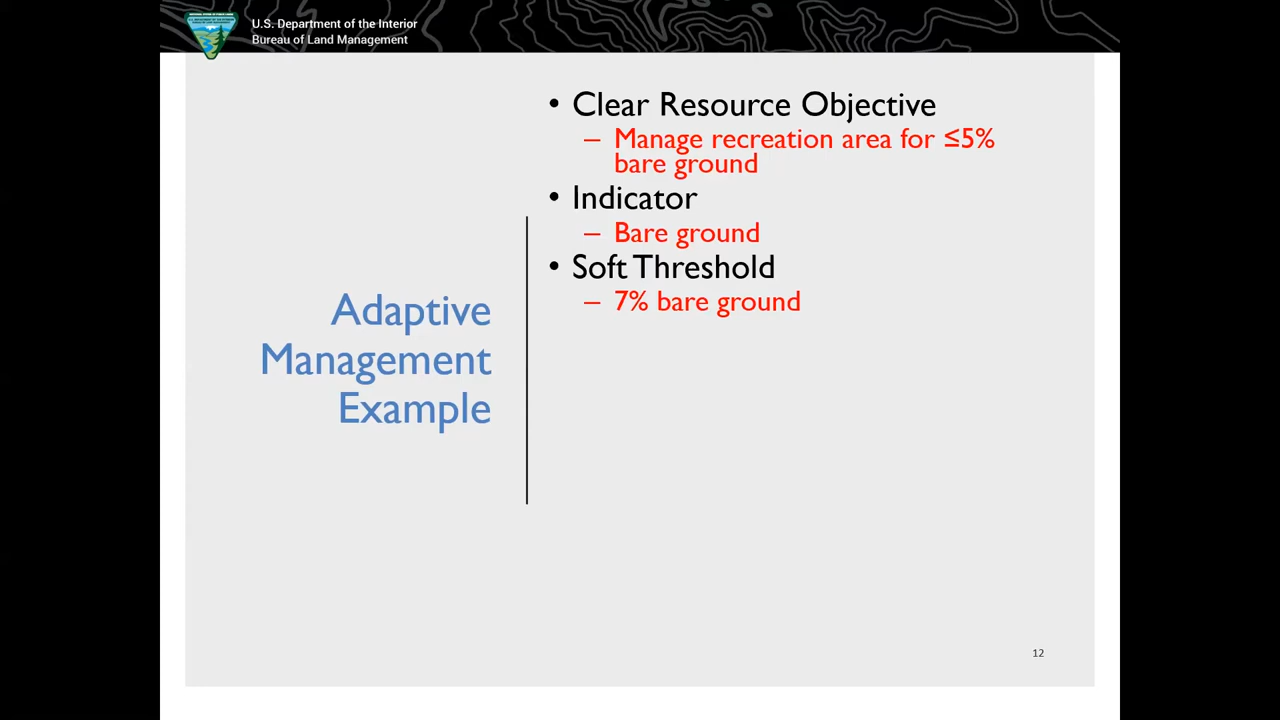 U.S. Department of the Interior
Bureau of Land Management
• Clear Resource Objective
– Manage recreation area for ≤5%
bare ground
• Indicator
– Bare ground
• Soft Threshold
– 7% bare ground
Adaptive
Management
Example
12